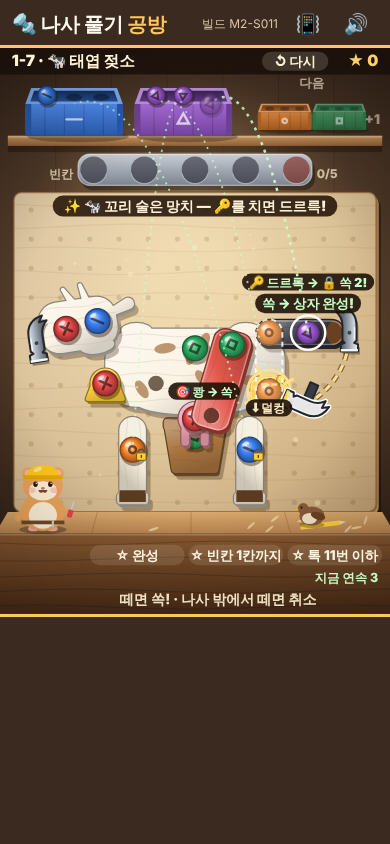 나사 풀기 공방
빌드 M2-S011
1-7 · 태엽 젖소
다시
★ 0
다음
+1
빈칸
0/5
꼬리 술은 망치 — 를 치면 드르륵!
드르륵 → 쏙 2!
쏙 → 상자 완성!
쾅 → 쏙
⬇덜컹
☆ 완성
☆ 빈칸 1칸까지
☆ 톡 11번 이하
지금 연속 3
떼면 쏙! · 나사 밖에서 떼면 취소